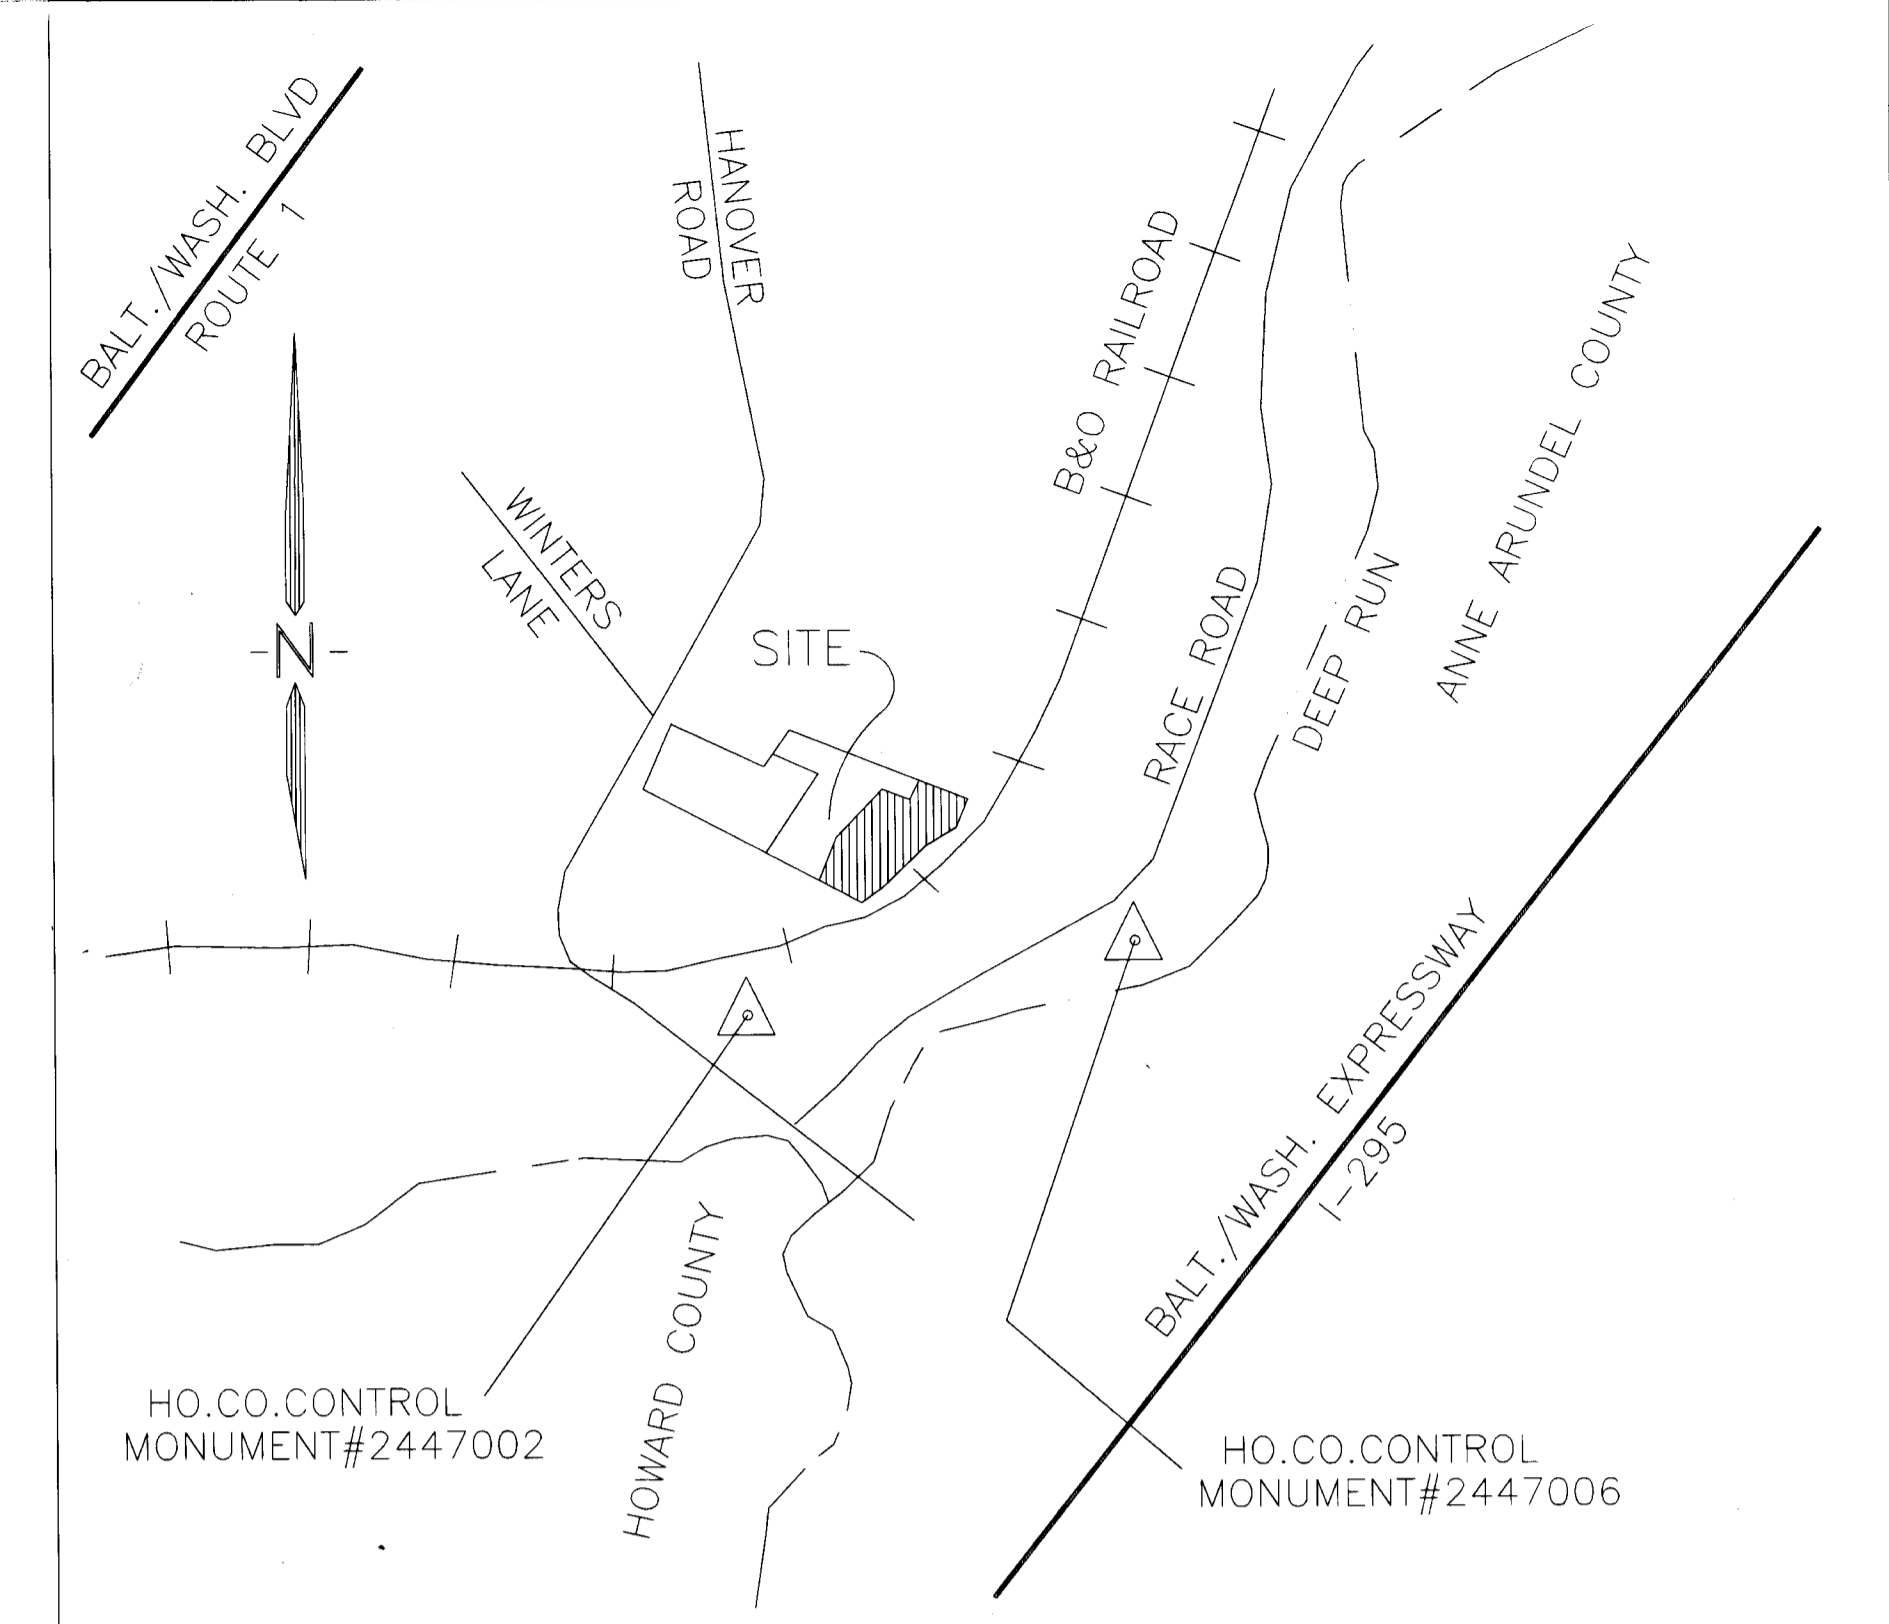 BALT./WASH. BLVD
ROUTE 1
HANOVER
ROAD
B&O RAILROAD
ANNE ARUNDEL COUNTY
WINTERS
LANE
-N-
SITE
RACE ROAD
DEEP RUN
BALT./WASH. EXPRESSWAY
I-295
HOWARD COUNTY
HO.CO.CONTROL
MONUMENT#2447002
HO.CO.CONTROL
MONUMENT#2447006